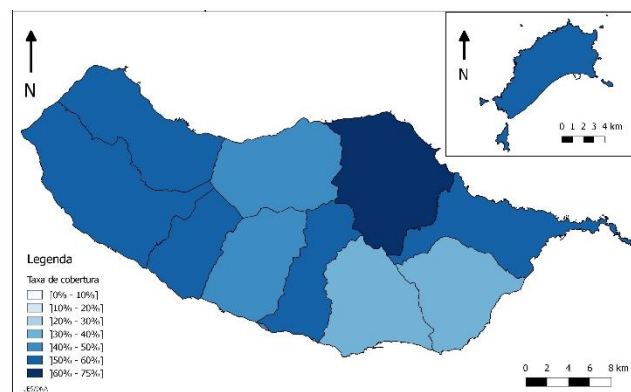 N
N
0 1 2 3 4 km
Legenda
Taxa de cobertura
[0% - 10%]
]10% - 20%]
]20% - 30%]
]30% - 40%]
]40% - 50%]
]50% - 60%]
]60% - 75%]
0 2 4 6 8 km